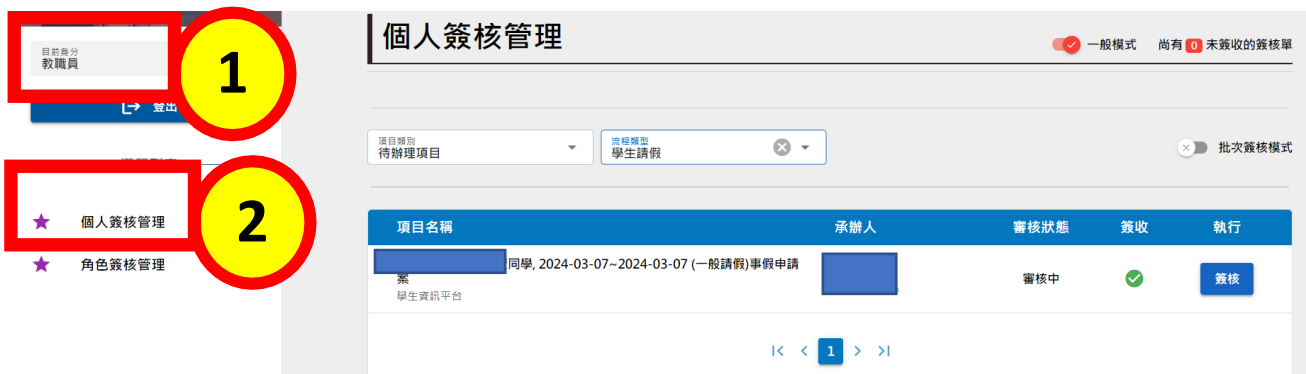 目前身分
教職員
1
登出
2
個人簽核管理
角色簽核管理
個人簽核管理
一般模式 尚有 0 未簽收的簽核單
項目類別
待辦理項目
流程類型
學生請假
批次簽核模式
項目名稱 承辦人 審核狀態 簽收 執行
同學, 2024-03-07~2024-03-07 (一般請假)事假申請
案
學生資訊平台
審核中
簽核
1